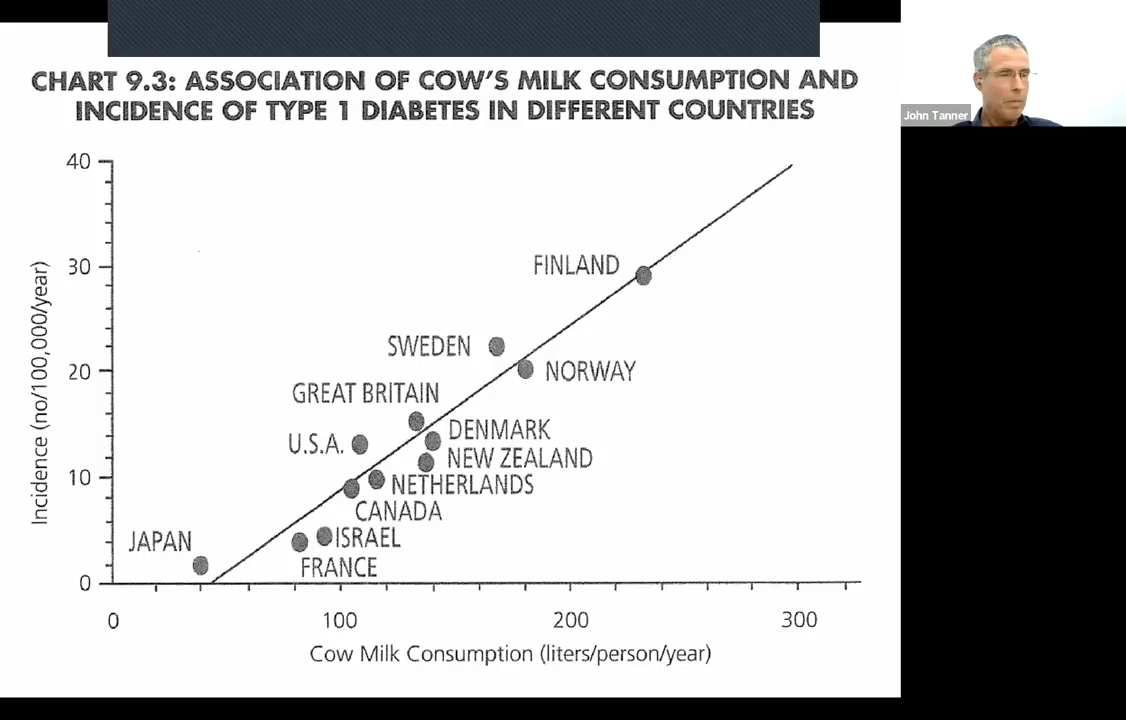 CHART 9.3: ASSOCIATION OF COW'S MILK CONSUMPTION AND
INCIDENCE OF TYPE 1 DIABETES IN DIFFERENT COUNTRIES
John Tanner
40
30
20
10
0
Incidence (no/100,000/year)
FINLAND
SWEDEN
NORWAY
GREAT BRITAIN
DENMARK
U.S.A.
NEW ZEALAND
NETHERLANDS
CANADA
JAPAN
ISRAEL
FRANCE
0 100 200 300
Cow Milk Consumption (liters/person/year)